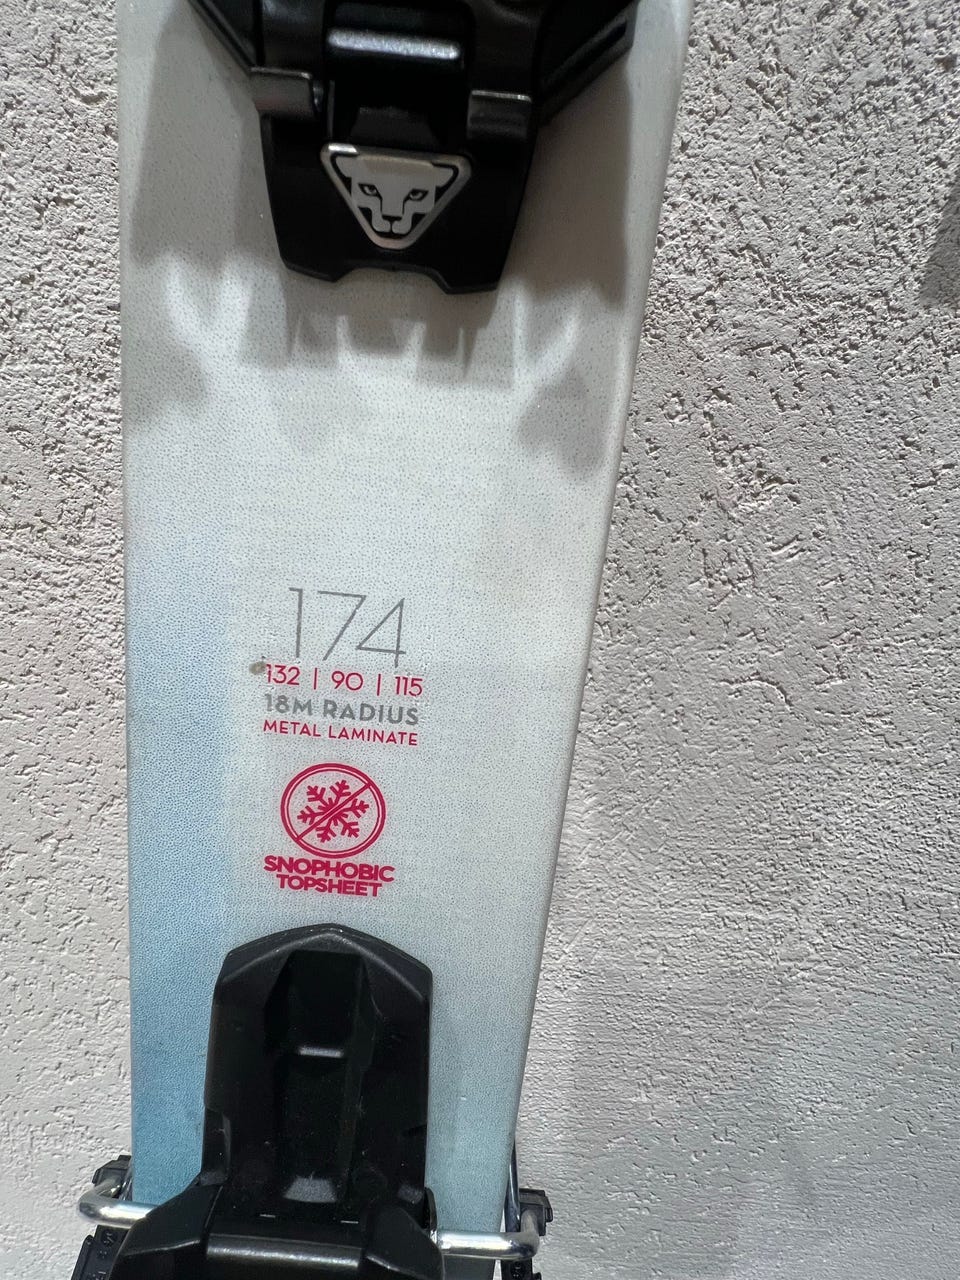 174
132 | 90 | 115
18M RADIUS
METAL LAMINATE
SNOPHOBIC
TOPSHEET